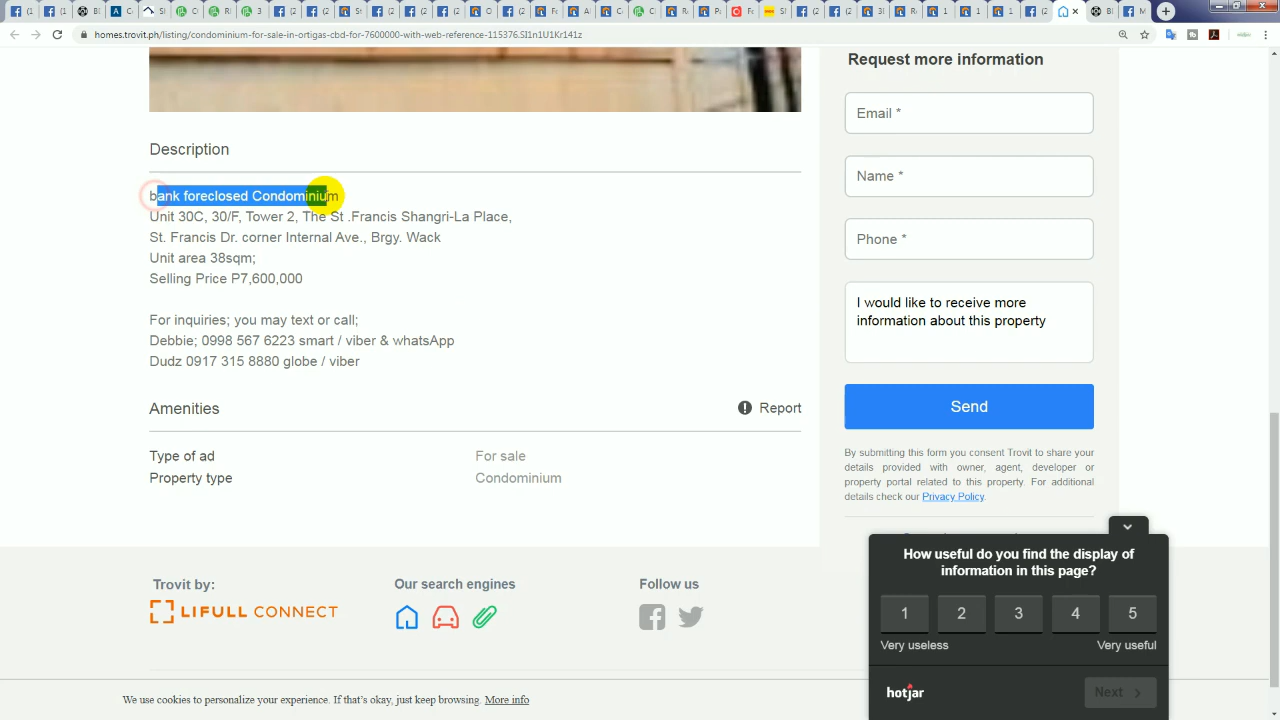 homes.trovit.ph/listing/condominium-for-sale-in-ortigas-cbd-for-7600000-with-web-reference-115376.Sl1n1U1Kr141z
Description
bank foreclosed Condominium
Unit 30C, 30/F, Tower 2, The St .Francis Shangri-La Place,
St. Francis Dr. corner Internal Ave., Brgy. Wack
Unit area 38sqm;
Selling Price P7,600,000
For inquiries; you may text or call;
Debbie; 0998 567 6223 smart / viber & whatsApp
Dudz 0917 315 8880 globe / viber
Amenities
Report
Type of ad For sale
Property type Condominium
Request more information
Email *
Name *
Phone *
I would like to receive more
information about this property
Send
By submitting this form you consent Trovit to share your
details provided with owner, agent, developer or
property portal related to this property. For additional
details check our Privacy Policy.
Trovit by:
LIFULL CONNECT
Our search engines
Follow us
How useful do you find the display of
information in this page?
1 2 3 4 5
Very useless Very useful
hotjar
Next
We use cookies to personalize your experience. If that's okay, just keep browsing. More info